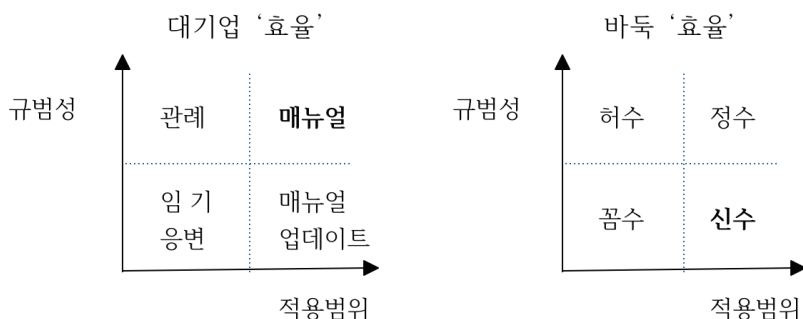 대기업 ‘효율’
규범성
관례
매뉴얼
임 기
응변
매뉴얼
업데이트
적용범위
바둑 ‘효율’
규범성
허수
정수
꼼수
신수
적용범위